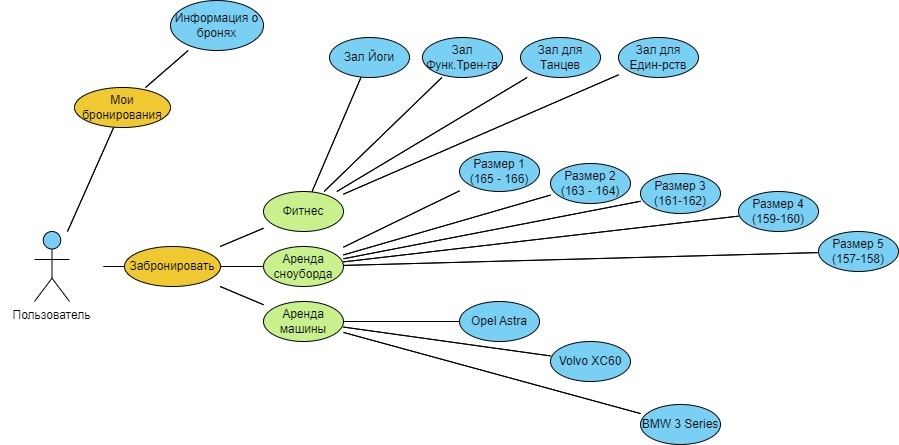 Информация о
бронях
Зал Йоги
Зал
Функ.Трен-га
Зал для
Танцев
Зал для
Един-рств
Мои
бронирования
Размер 1
(165 - 166)
Размер 2
(163 - 164)
Размер 3
(161-162)
Размер 4
(159-160)
Размер 5
(157-158)
Фитнес
Забронировать
Аренда
сноуборда
Пользователь
Аренда
машины
Opel Astra
Volvo XC60
BMW 3 Series